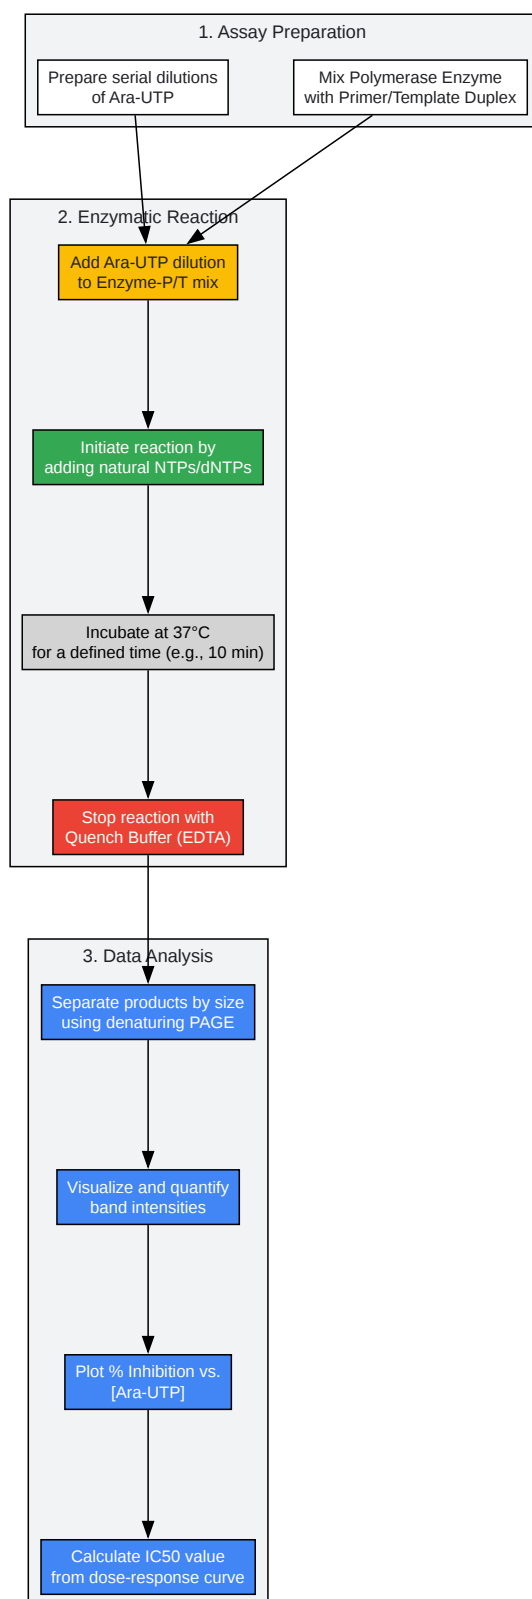 1. Assay Preparation
Prepare serial dilutions
of Ara-UTP
Mix Polymerase Enzyme
with Primer/Template Duplex
2. Enzymatic Reaction
Add Ara-UTP dilution
to Enzyme-P/T mix
Initiate reaction by
adding natural NTPs/dNTPs
Incubate at 37°C
for a defined time (e.g., 10 min)
Stop reaction with
Quench Buffer (EDTA)
3. Data Analysis
Separate products by size
using denaturing PAGE
Visualize and quantify
band intensities
Plot % Inhibition vs.
[Ara-UTP]
Calculate IC50 value
from dose-response curve